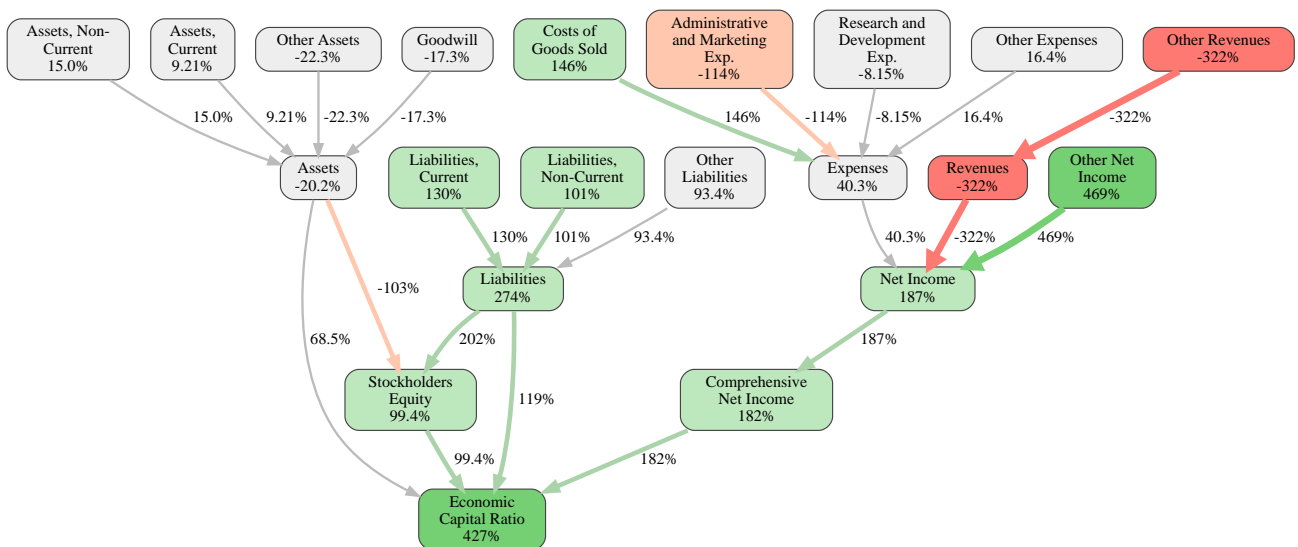 Assets, Non-
Current
15.0%
Assets,
Current
9.21%
Other Assets
-22.3%
Goodwill
-17.3%
Costs of
Goods Sold
146%
Administrative
and Marketing
Exp.
-114%
Research and
Development
Exp.
-8.15%
Other Expenses
16.4%
Other Revenues
-322%
15.0%
9.21%
-22.3%
-17.3%
146%
-114%
-8.15%
16.4%
-322%
Assets
-20.2%
Liabilities,
Current
130%
Liabilities,
Non-Current
101%
Other
Liabilities
93.4%
Expenses
40.3%
Revenues
-322%
Other Net
Income
469%
130%
101%
93.4%
40.3%
-322%
469%
Liabilities
274%
Net Income
187%
-103%
68.5%
202%
187%
Stockholders
Equity
99.4%
119%
Comprehensive
Net Income
182%
99.4%
182%
Economic
Capital Ratio
427%